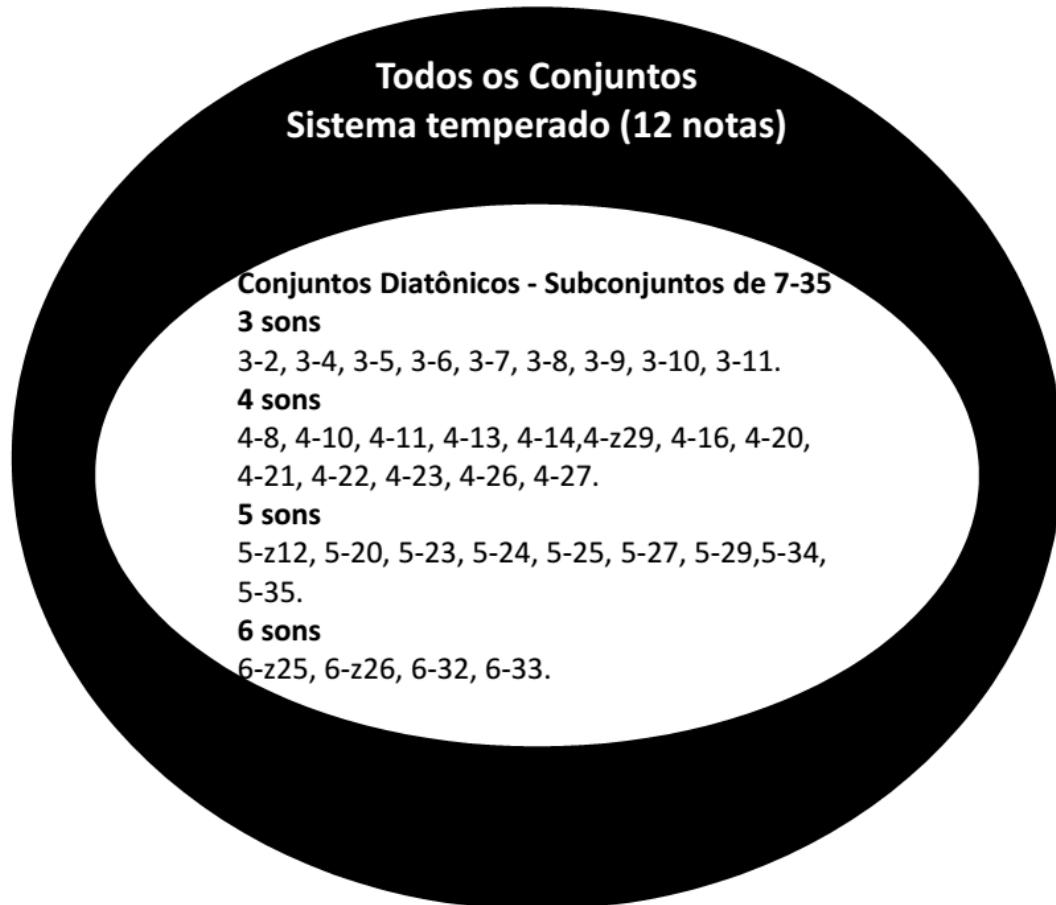 Todos os Conjuntos
Sistema temperado (12 notas)
Conjuntos Diatônicos - Subconjuntos de 7-35
3 sons
3-2, 3-4, 3-5, 3-6, 3-7, 3-8, 3-9, 3-10, 3-11.
4 sons
4-8, 4-10, 4-11, 4-13, 4-14,4-z29, 4-16, 4-20,
4-21, 4-22, 4-23, 4-26, 4-27.
5 sons
5-z12, 5-20, 5-23, 5-24, 5-25, 5-27, 5-29,5-34,
5-35.
6 sons
6-z25, 6-z26, 6-32, 6-33.